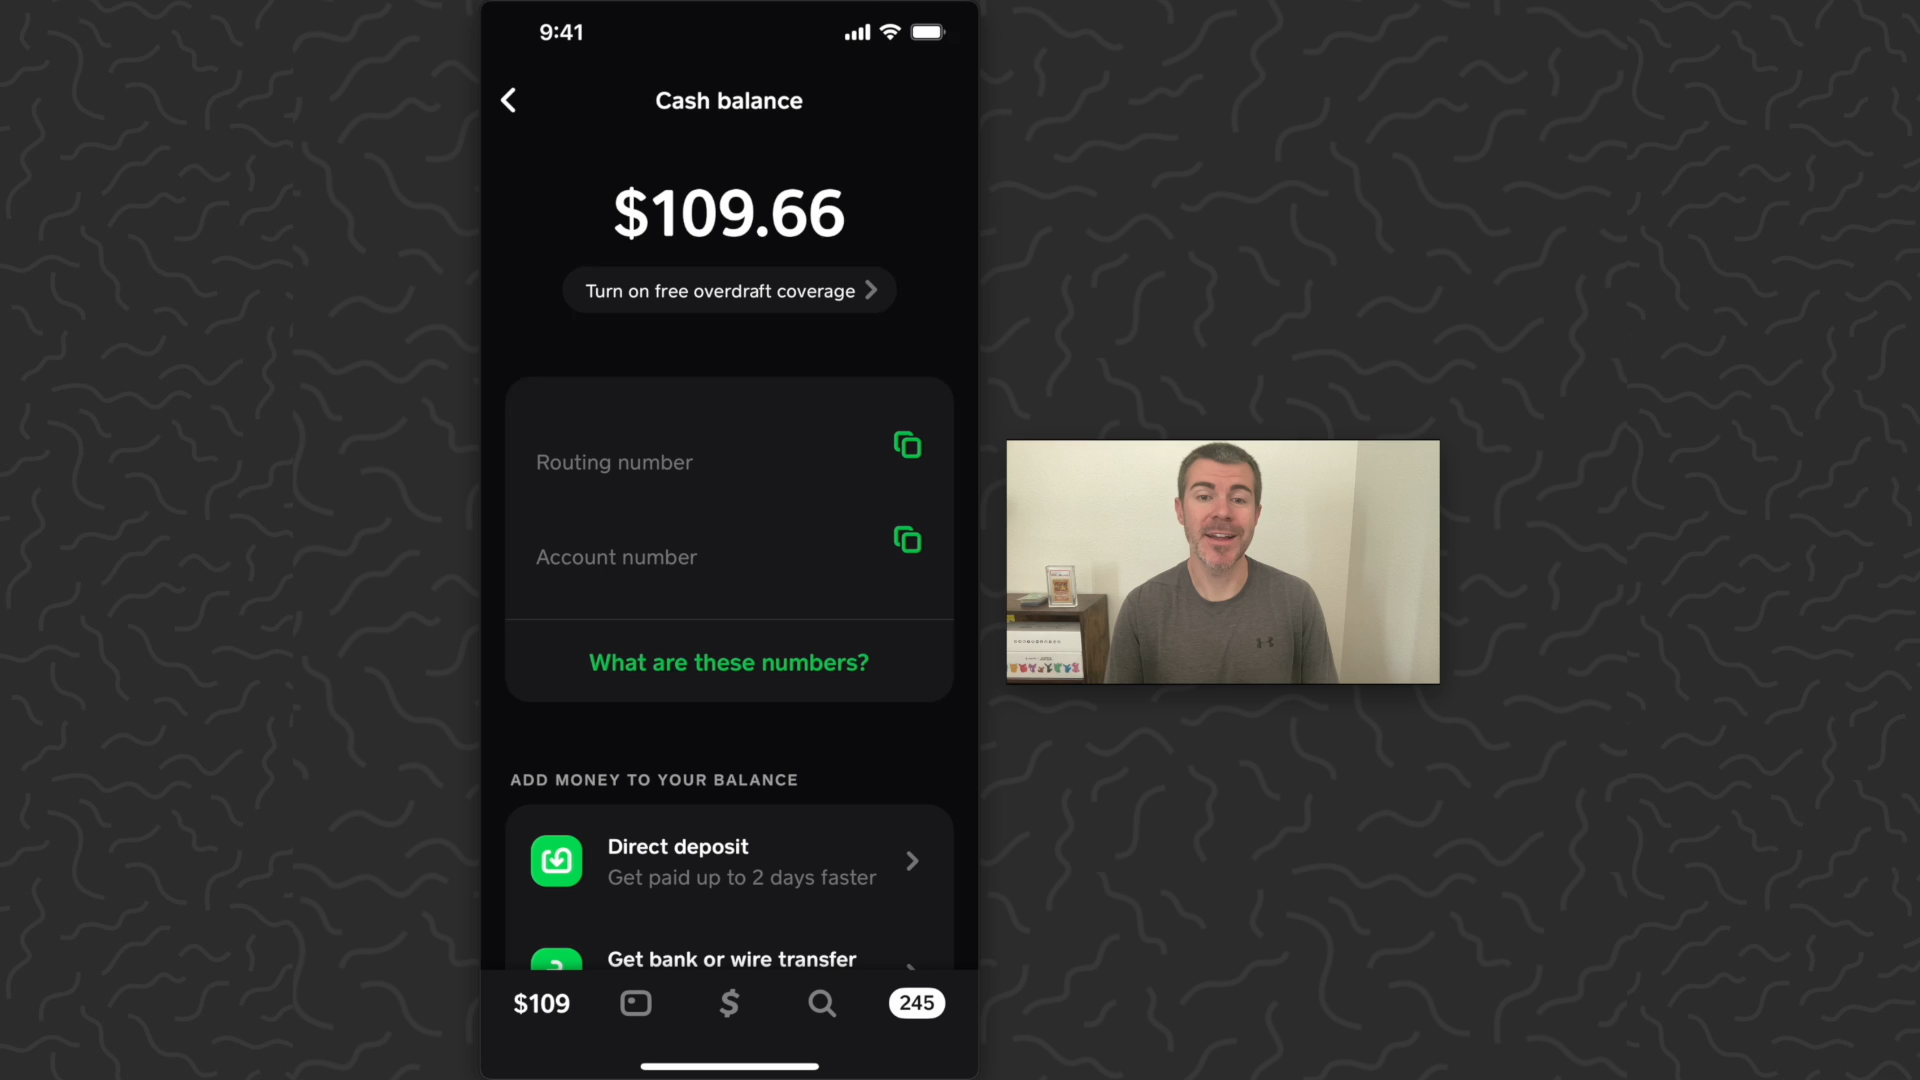 9:41
Cash balance
$109.66
Turn on free overdraft coverage
Routing number
Account number
What are these numbers?
ADD MONEY TO YOUR BALANCE
Direct deposit
Get paid up to 2 days faster
Get bank or wire transfer
$109
245